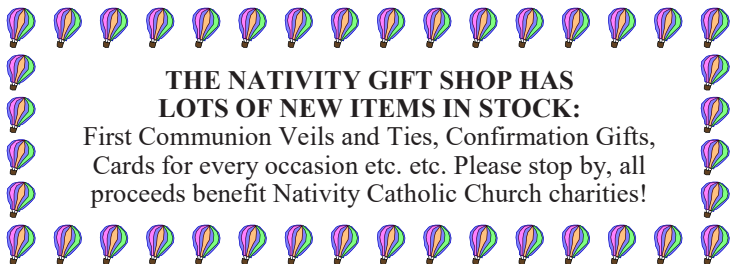 THE NATIVITY GIFT SHOP HAS
LOTS OF NEW ITEMS IN STOCK:
First Communion Veils and Ties, Confirmation Gifts,
Cards for every occasion etc. etc. Please stop by, all
proceeds benefit Nativity Catholic Church charities!